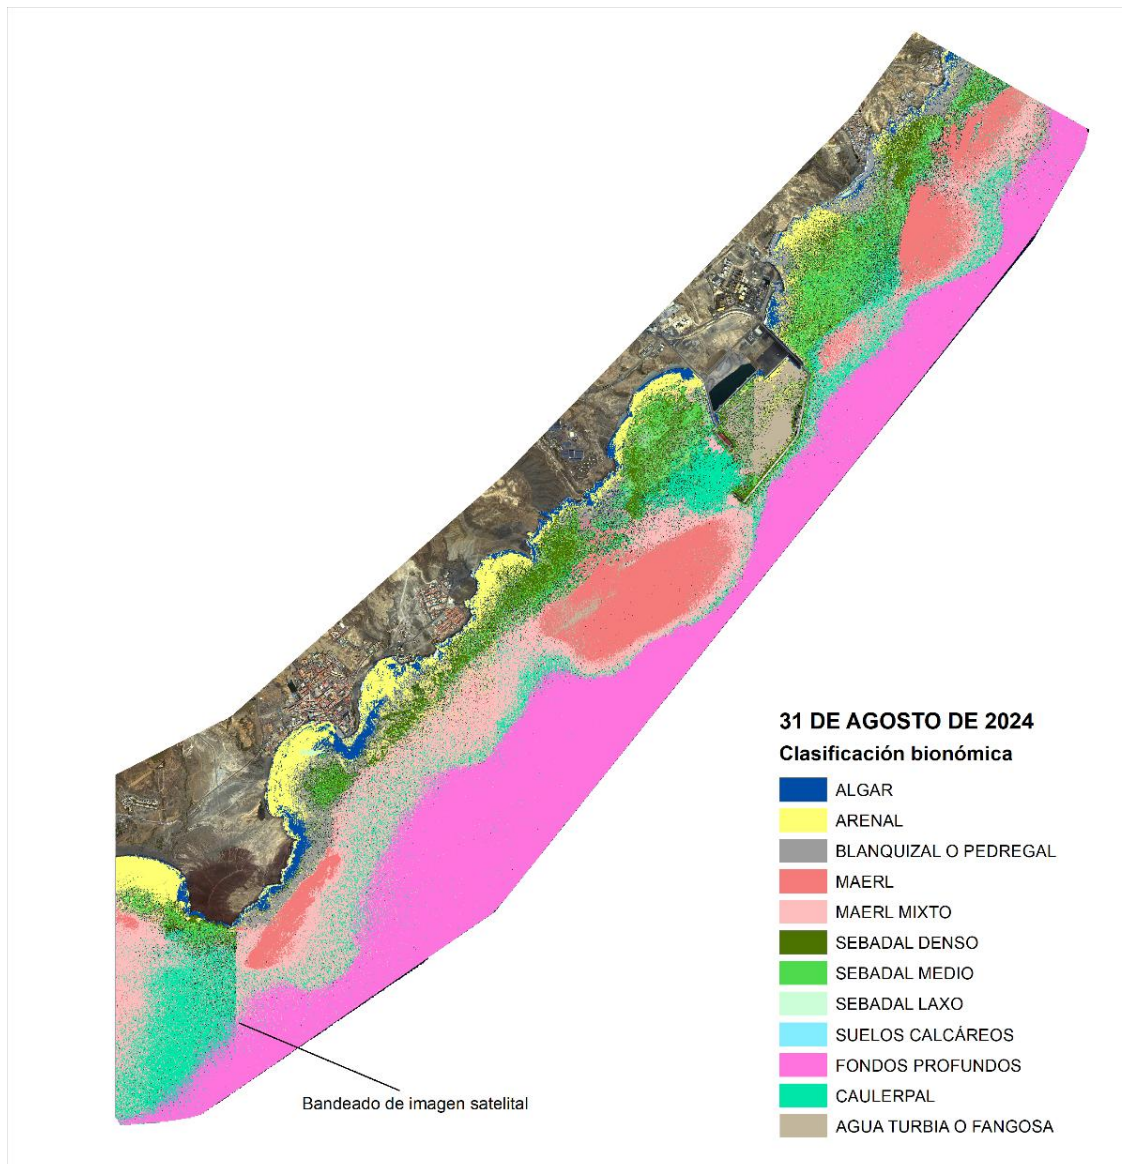 31 DE AGOSTO DE 2024
Clasificación bionómica
ALGAR
ARENAL
BLANQUIZAL O PEDREGAL
MAERL
MAERL MIXTO
SEBADAL DENSO
SEBADAL MEDIO
SEBADAL LAXO
SUELOS CALCÁREOS
FONDOS PROFUNDOS
CAULERPAL
AGUA TURBIA O FANGOSA
Bandeado de imagen satelital